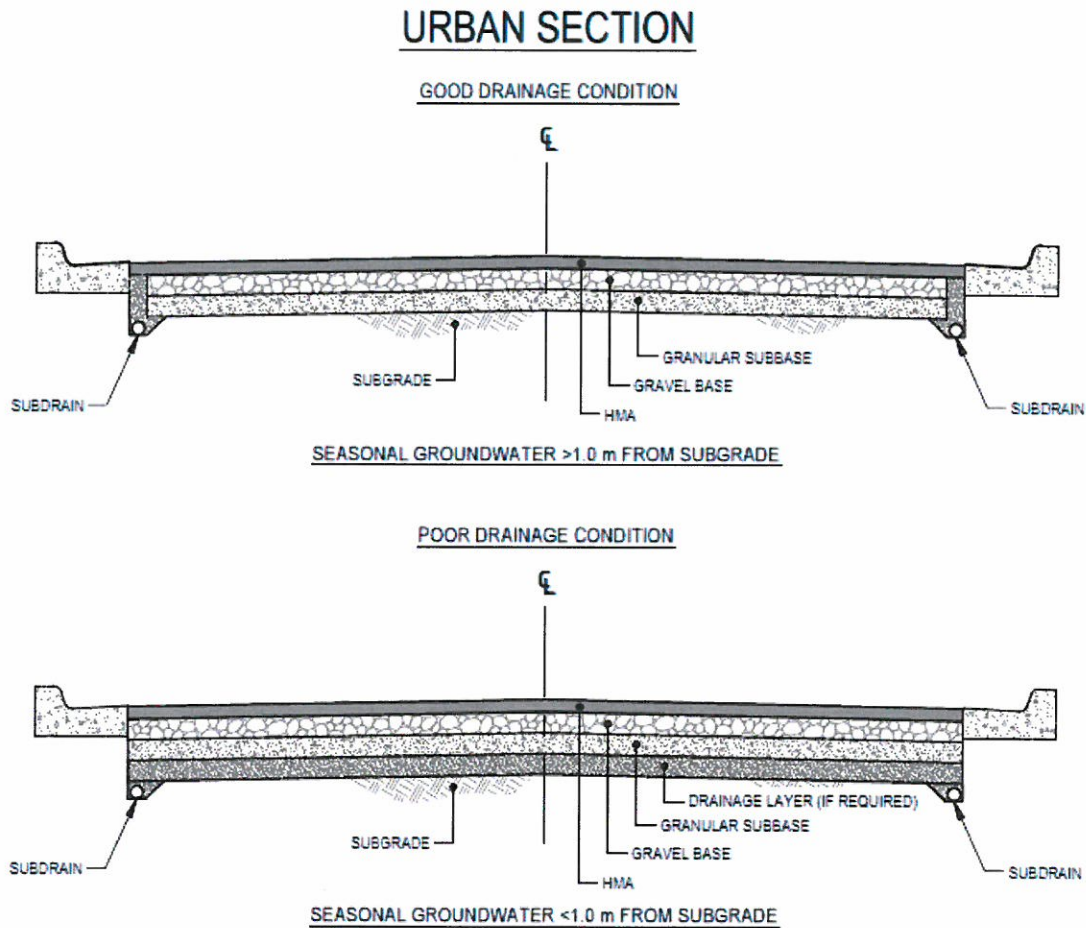 URBAN SECTION
GOOD DRAINAGE CONDITION
℄
GRANULAR SUBBASE
SUBGRADE
GRAVEL BASE
SUBDRAIN
SUBDRAIN
HMA
SEASONAL GROUNDWATER >1.0 m FROM SUBGRADE
POOR DRAINAGE CONDITION
℄
DRAINAGE LAYER (IF REQUIRED)
GRANULAR SUBBASE
SUBGRADE
GRAVEL BASE
SUBDRAIN
SUBDRAIN
HMA
SEASONAL GROUNDWATER <1.0 m FROM SUBGRADE